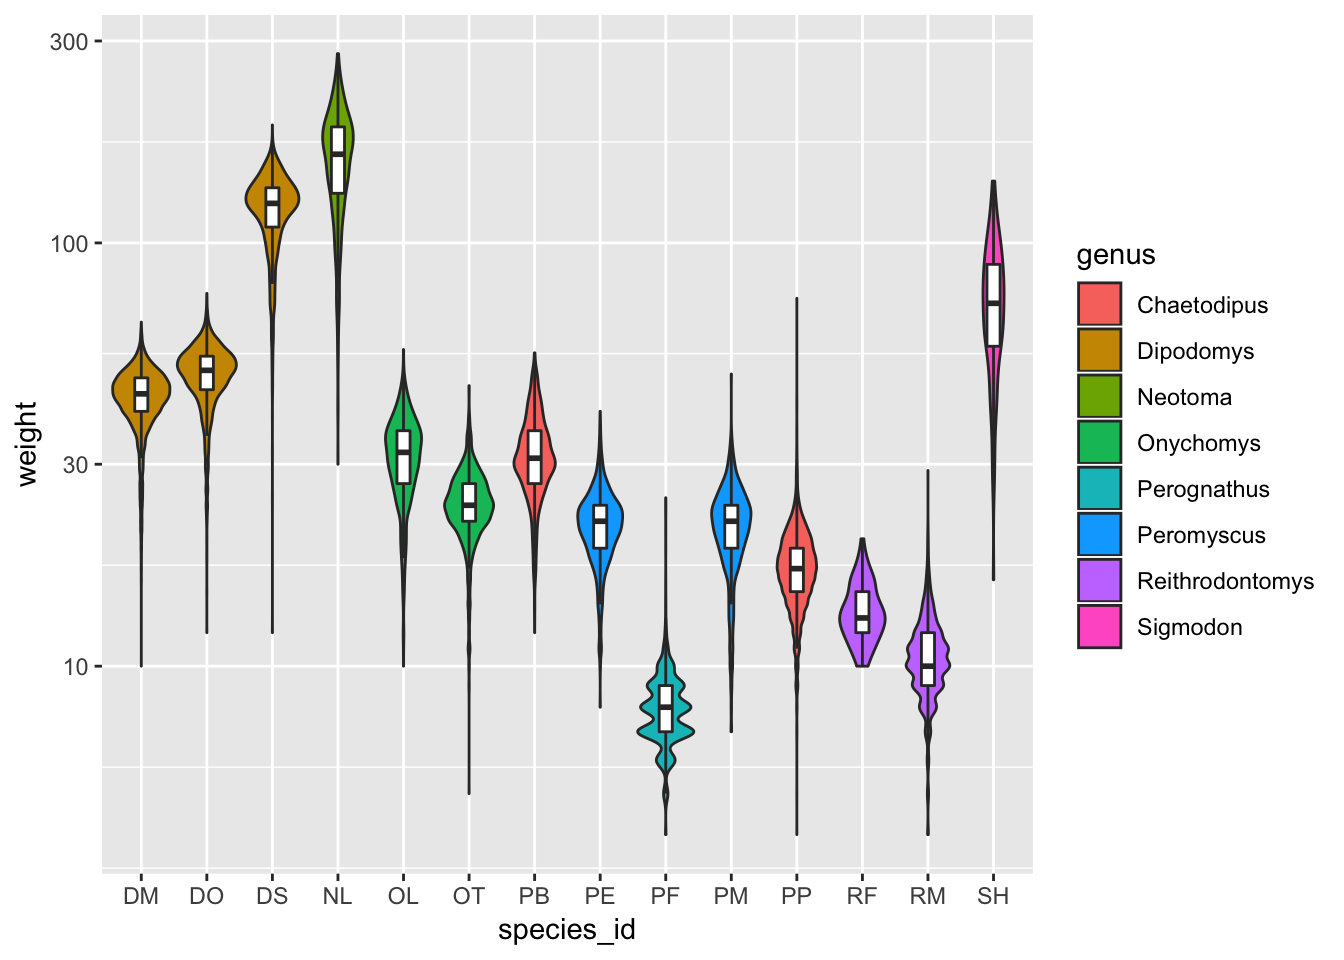 300
100
30
10
weight
DM DO DS NL OL OT PB PE PF PM PP RF RM SH
species_id
genus
Chaetodipus
Dipodomys
Neotoma
Onychomys
Perognathus
Peromyscus
Reithrodontomys
Sigmodon